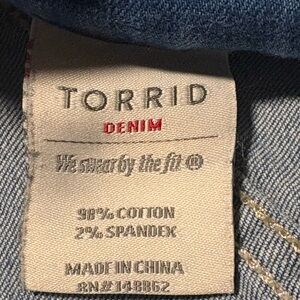 TORRID
DENIM
We swear by the fit ®
98% COTTON
2% SPANDEX
MADE IN CHINA
RN#148862